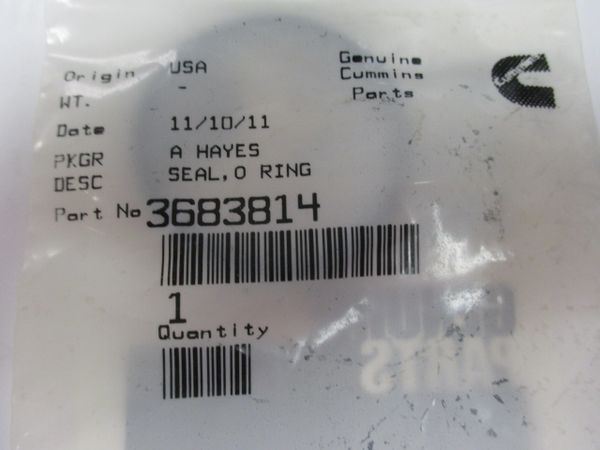 Origin USA
Genuine
Cummins
Parts
WT. -
Date 11/10/11
PKGR A HAYES
DESC SEAL,O RING
Part No 3683814
1
Quantity
PARTS